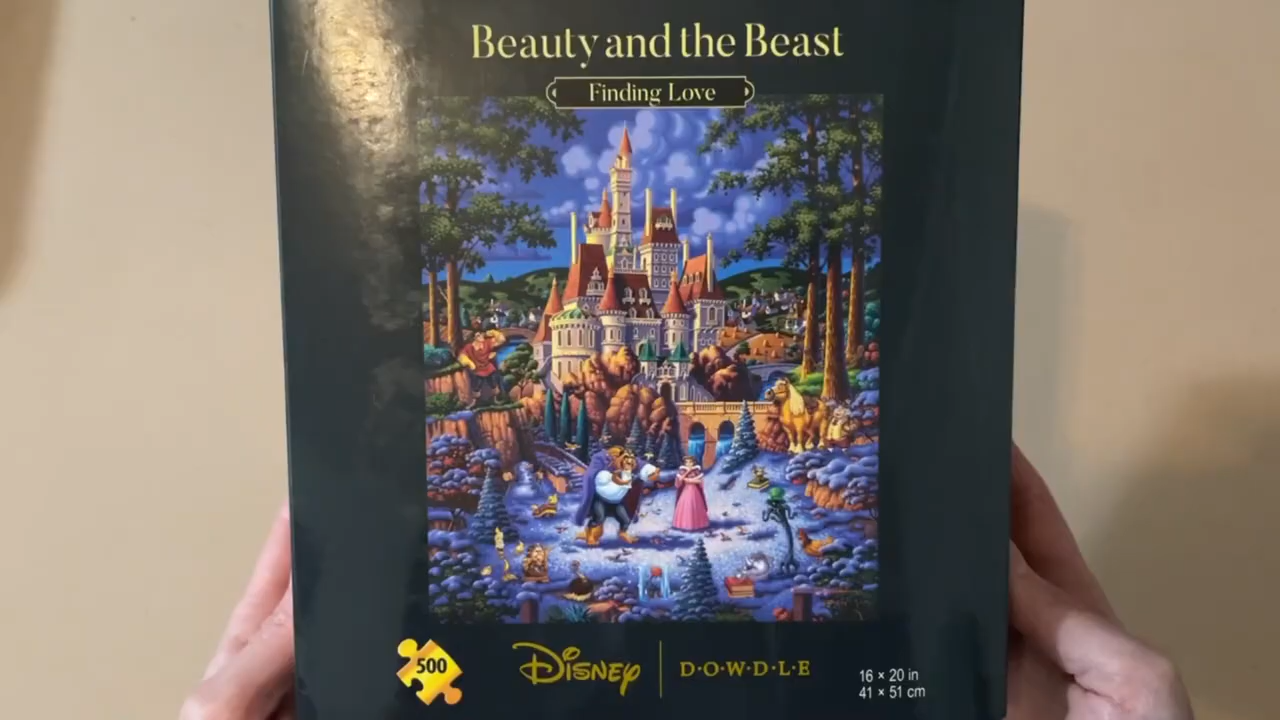 Beauty and the Beast
Finding Love
500
Disney
D·O·W·D·L·E
16 × 20 in
41 × 51 cm